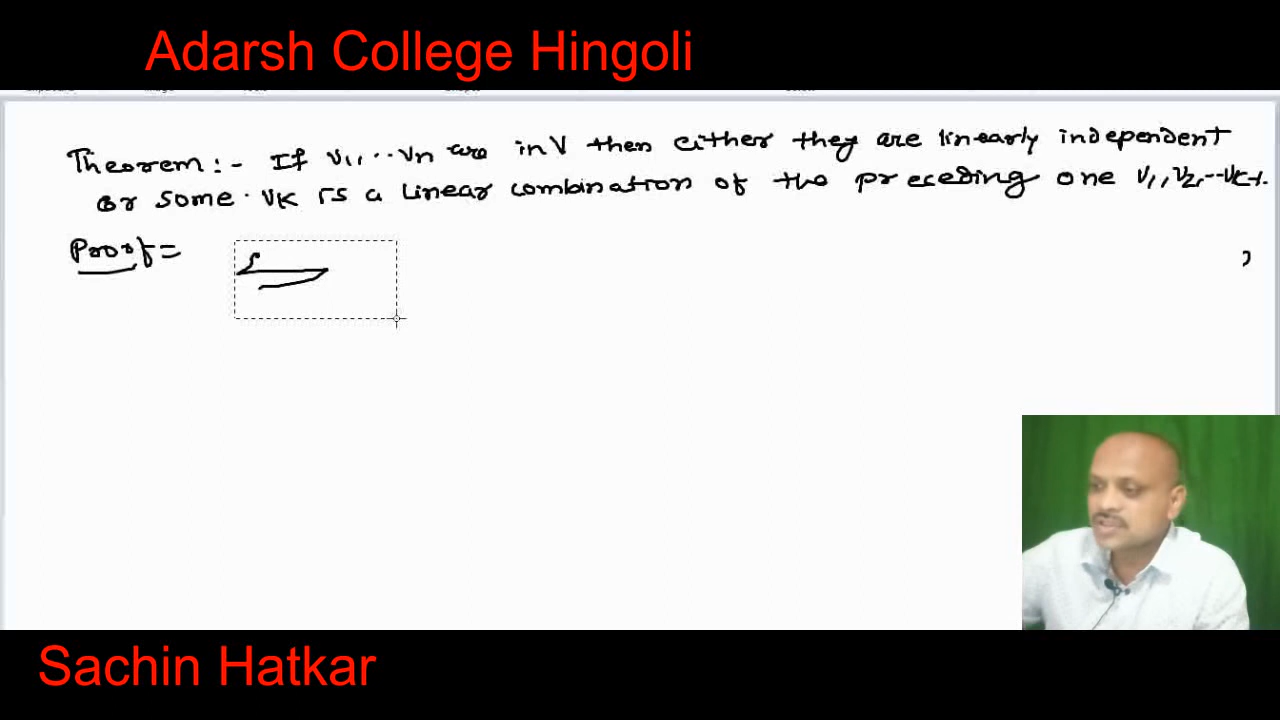 Adarsh College Hingoli
Theorem :- If v1,...vn are in V then either they are linearly independent
or some vk is a linear combination of the preceding one v1,v2,...vk-1.
Proof=
Sachin Hatkar